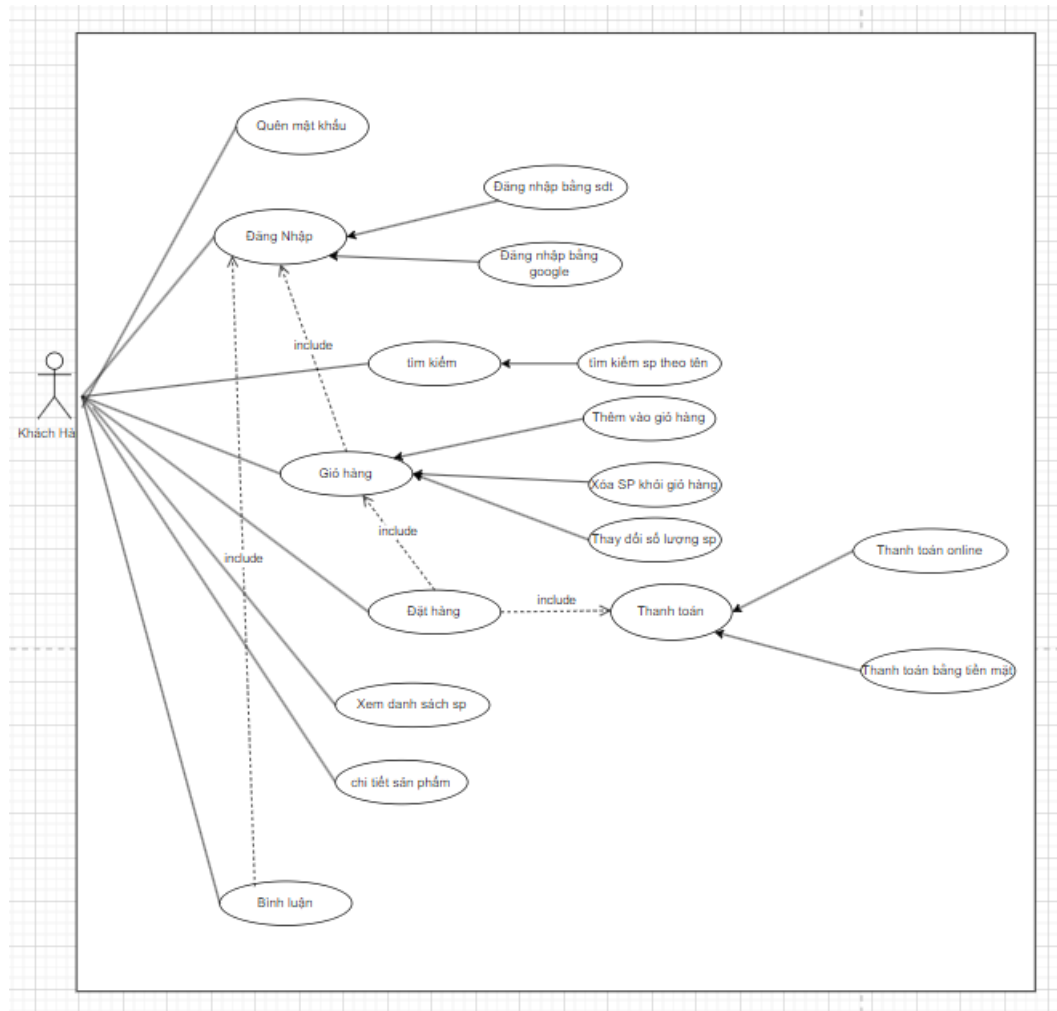 Quên mật khẩu
Đăng nhập bằng sdt
Đăng Nhập
Đăng nhập bằng
google
include
tìm kiếm
tìm kiếm sp theo tên
Thêm vào giỏ hàng
Khách Hà
Giỏ hàng
Xóa SP khỏi giỏ hàng
include
Thay dổi số lượng sp
Thanh toán online
include
include
Đặt hàng
Thanh toán
Thanh toán bằng tiền mặt
Xem danh sách sp
chi tiết sản phẩm
Bình luận